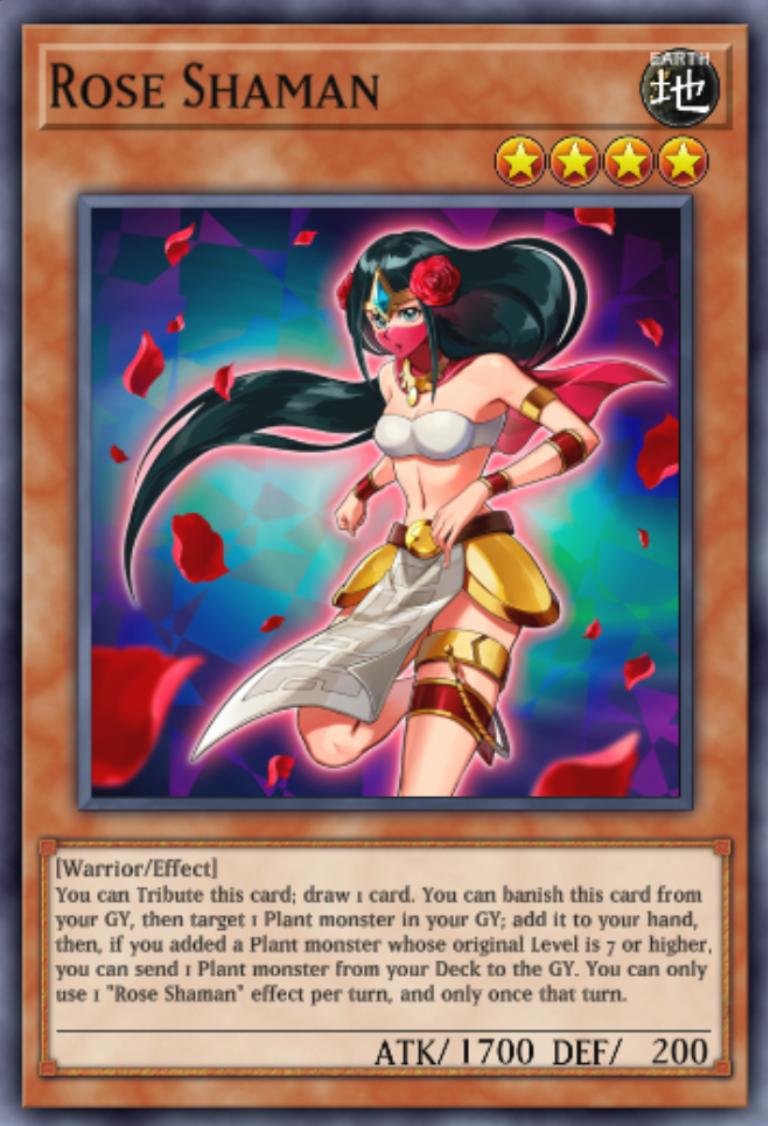 Rose Shaman
EARTH
地
[Warrior/Effect]
You can Tribute this card; draw 1 card. You can banish this card from
your GY, then target 1 Plant monster in your GY; add it to your hand,
then, if you added a Plant monster whose original Level is 7 or higher,
you can send 1 Plant monster from your Deck to the GY. You can only
use 1 "Rose Shaman" effect per turn, and only once that turn.
ATK/ 1700 DEF/ 200